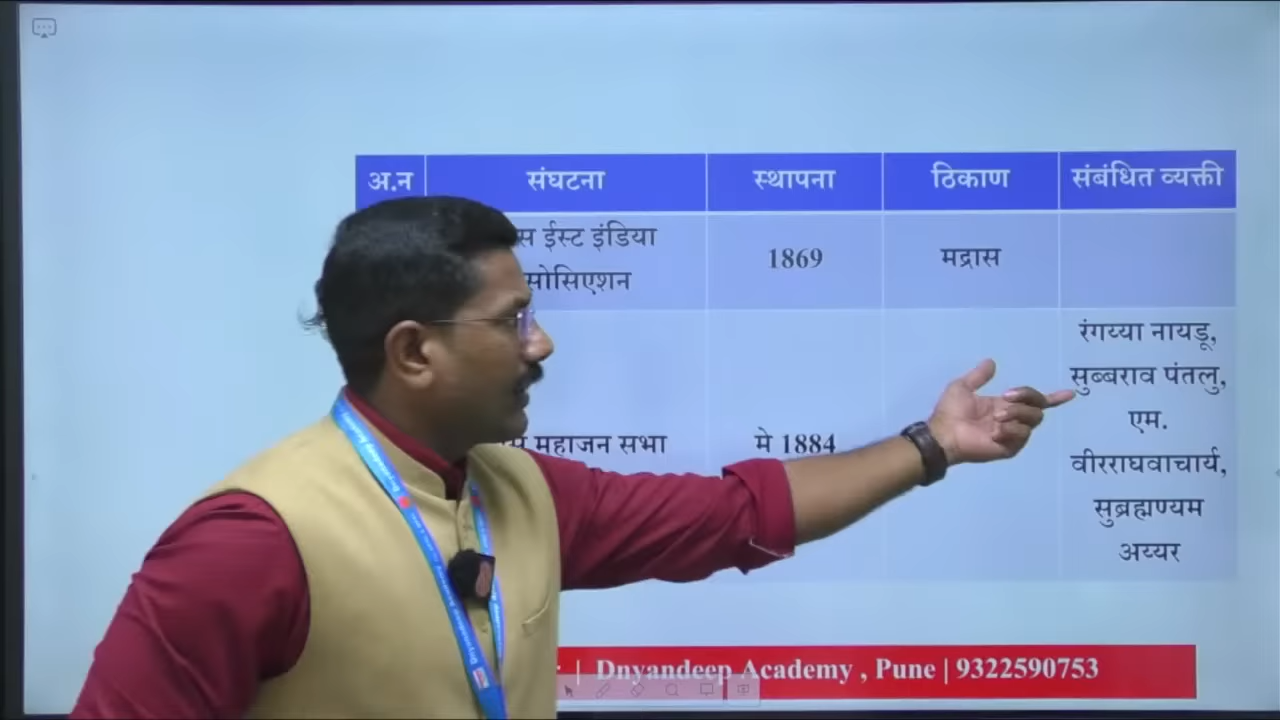 अ.न संघटना स्थापना ठिकाण संबंधित व्यक्ती
ईस्ट इंडिया
1869 मद्रास
रंगय्या नायडू,
सुब्बराव पंतलु,
एम.
महाजन सभा मे 1884
वीरराघवाचार्य,
सुब्रह्मण्यम
अय्यर
| Dnyandeep Academy , Pune | 9322590753